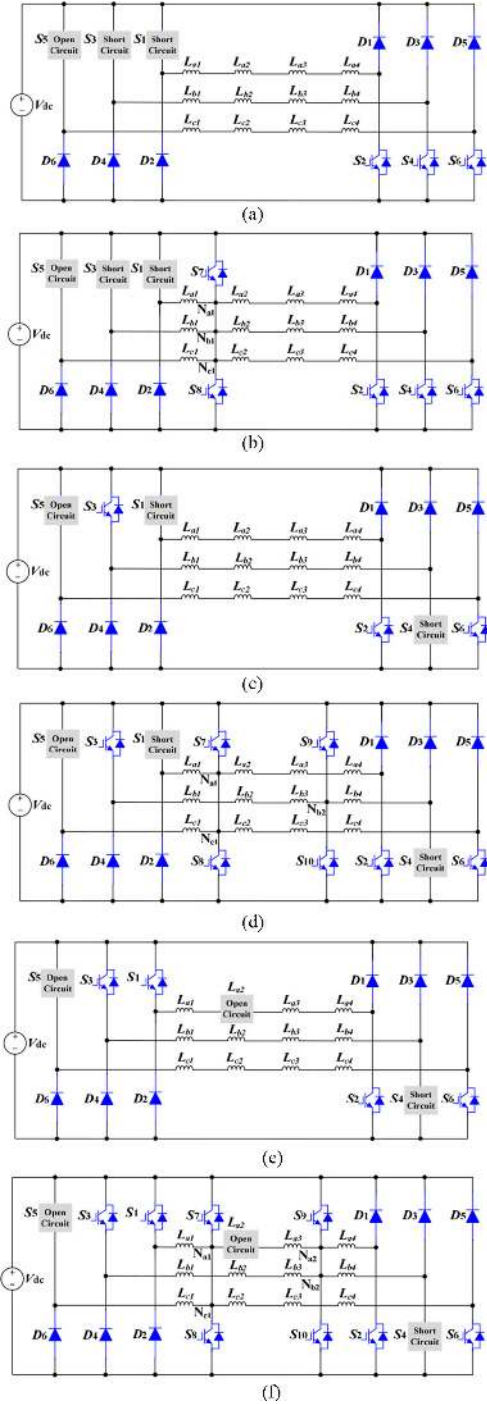 S5 Open Circuit S3 Short Circuit S1 Short Circuit D1 D3 D5
La1 La2 La3 La4
Vdc Lb1 Lb2 Lb3 Lb4
Lc1 Lc2 Lc3 Lc4
D6 D4 D2 S2 S4 S6
(a)
S5 Open Circuit S3 Short Circuit S1 Short Circuit S7 D1 D3 D5
La1 Na1 La2 La3 La4
Vdc Lb1 Nb1 Lb2 Lb3 Lb4
Lc1 Nc1 Lc2 Lc3 Lc4
D6 D4 D2 S8 S2 S4 S6
(b)
S5 Open Circuit S3 S1 Short Circuit D1 D3 D5
La1 La2 La3 La4
Vdc Lb1 Lb2 Lb3 Lb4
Lc1 Lc2 Lc3 Lc4
D6 D4 D2 S2 S4 Short Circuit S6
(c)
S5 Open Circuit S3 S1 Short Circuit S7 S9 D1 D3 D5
La1 Na1 La2 La3 La4
Vdc Lb1 Lb2 Lb3 Nb2 Lb4
Lc1 Nc1 Lc2 Lc3 Lc4
D6 D4 D2 S8 S10 S2 S4 Short Circuit S6
(d)
S5 Open Circuit S3 S1 D1 D3 D5
La1 La2 Open Circuit La3 La4
Vdc Lb1 Lb2 Lb3 Lb4
Lc1 Lc2 Lc3 Lc4
D6 D4 D2 S2 S4 Short Circuit S6
(e)
S5 Open Circuit S3 S1 S7 S9 D1 D3 D5
La1 Na1 La2 Open Circuit La3 Na2 La4
Vdc Lb1 Lb2 Lb3 Nb2 Lb4
Lc1 Nc1 Lc2 Lc3 Lc4
D6 D4 D2 S8 S10 S2 S4 Short Circuit S6
(f)